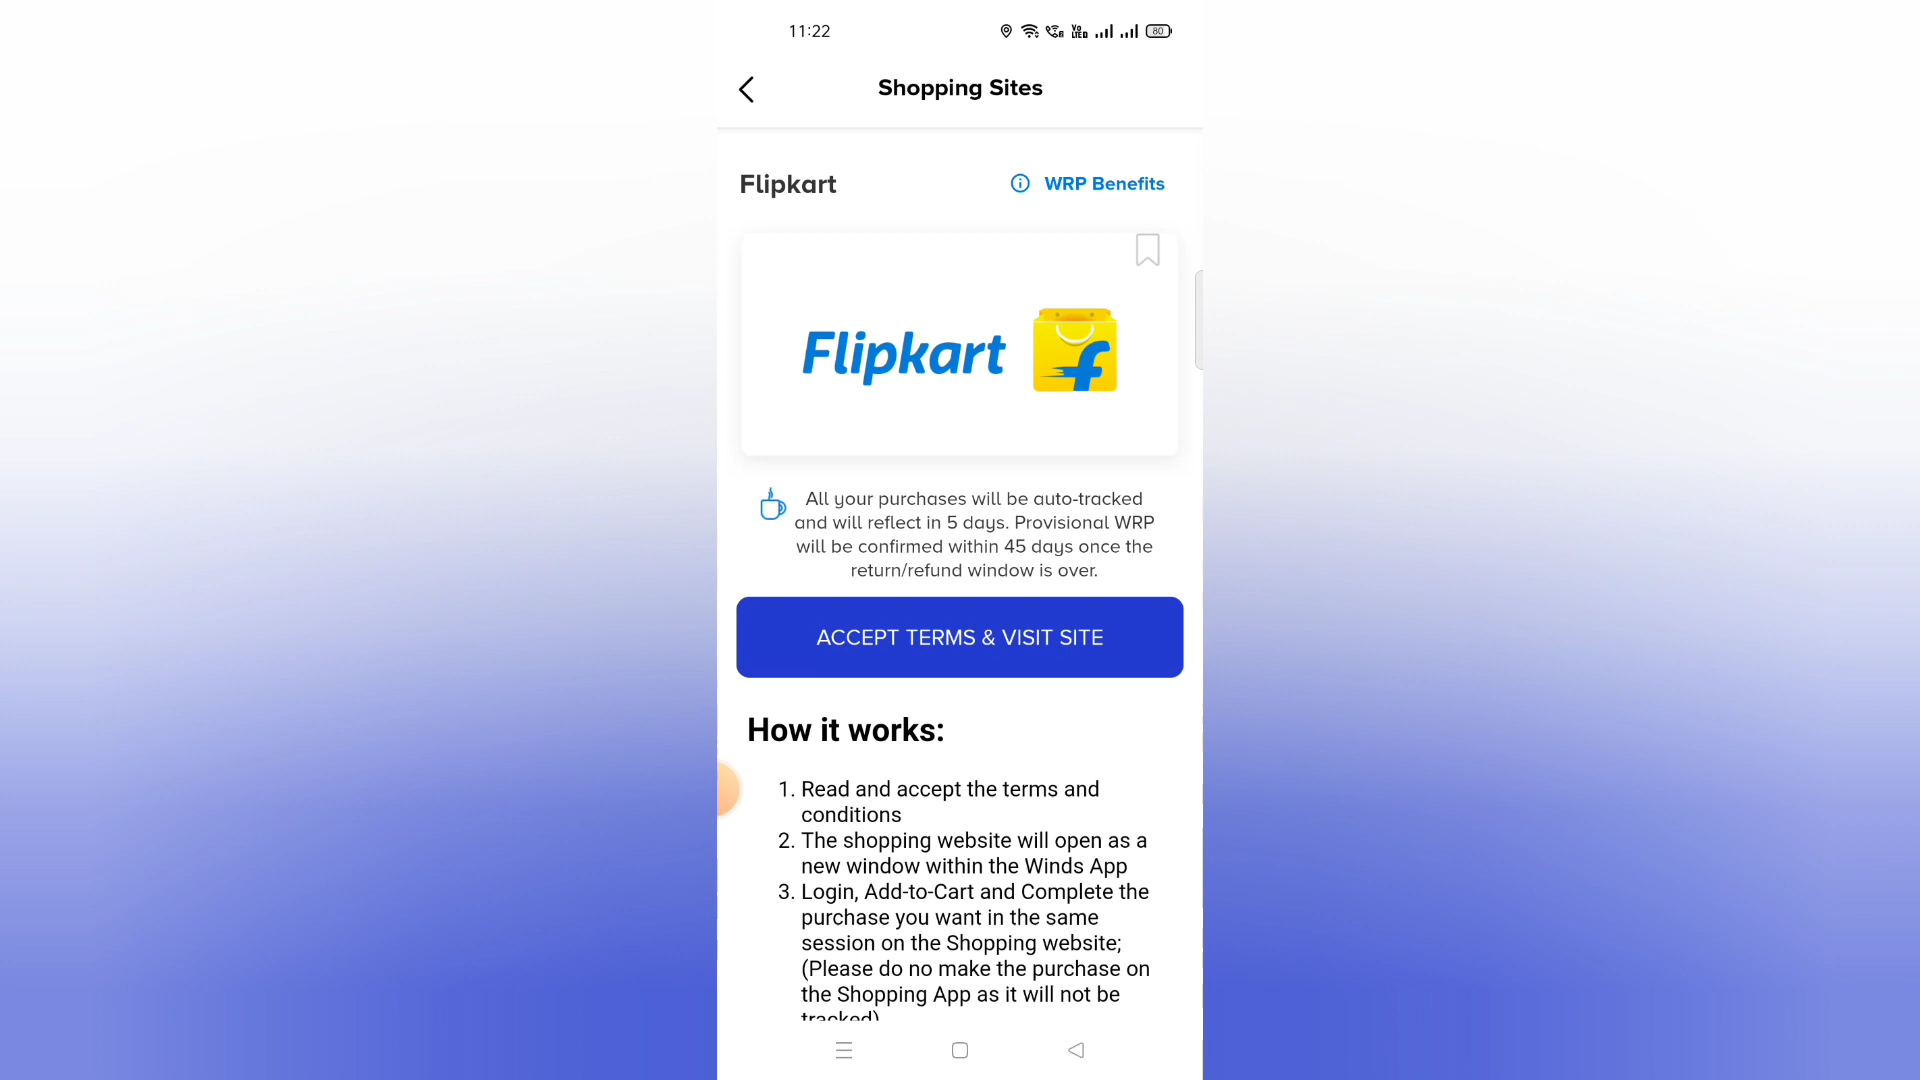 11:22
Vo
LTE
80
Shopping Sites
Flipkart
WRP Benefits
Flipkart
f
All your purchases will be auto-tracked
and will reflect in 5 days. Provisional WRP
will be confirmed within 45 days once the
return/refund window is over.
ACCEPT TERMS & VISIT SITE
How it works:
1. Read and accept the terms and
conditions
2. The shopping website will open as a
new window within the Winds App
3. Login, Add-to-Cart and Complete the
purchase you want in the same
session on the Shopping website;
(Please do no make the purchase on
the Shopping App as it will not be
tracked)